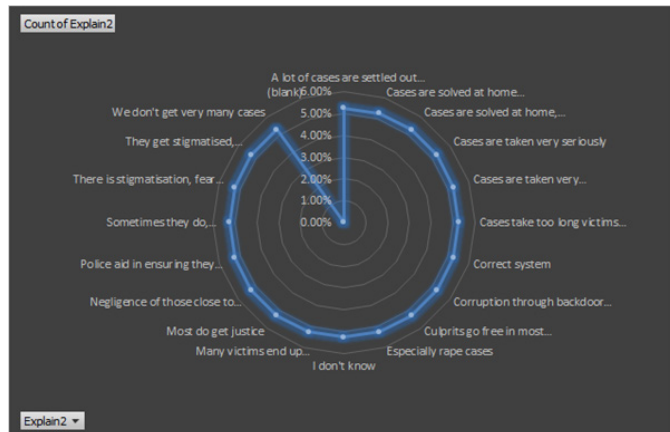 Count of Explain2
A lot of cases are settled out...
(blank)
6.00%
Cases are solved at home...
We don't get very many cases
5.00%
Cases are solved at home,...
They get stigmatised,...
4.00%
Cases are taken very seriously
3.00%
There is stigmatisation, fear...
2.00%
Cases are taken very...
1.00%
Sometimes they do,...
0.00%
Cases take too long victims...
Police aid in ensuring they...
Correct system
Negligence of those close to...
Corruption through backdoor...
Most do get justice
Culprits go free in most...
Many victims end up...
Especially rape cases
I don't know
Explain2